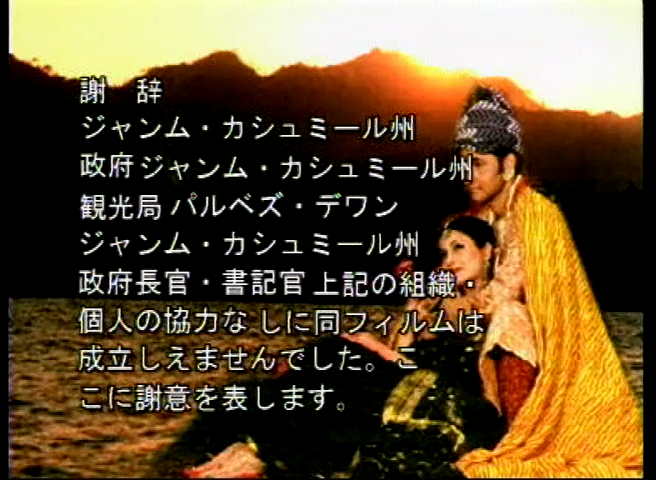 謝　辞
ジャンム・カシュミール州
政府ジャンム・カシュミール州
観光局 パルベズ・デワン
ジャンム・カシュミール州
政府長官・書記官 上記の組織・
個人の協力な しに同フィルムは
成立しえませんでした。こ
こに謝意を表します。